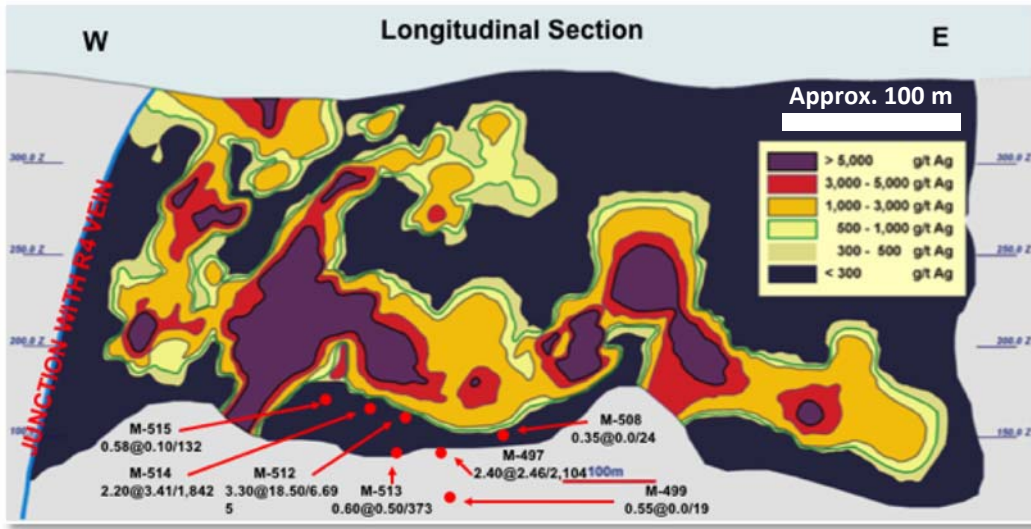 Longitudinal Section
W
E
Approx. 100 m
> 5,000 g/t Ag
3,000 - 5,000 g/t Ag
1,000 - 3,000 g/t Ag
500 - 1,000 g/t Ag
300 - 500 g/t Ag
< 300 g/t Ag
300.0 Z
300.0 Z
250.0 Z
250.0 Z
200.0 Z
200.0 Z
150.0 Z
JUNCTION WITH R4 VEIN
M-515
0.58@0.10/132
M-508
0.35@0.0/24
M-514
2.20@3.41/1,842
M-512
3.30@18.50/6.69
5
M-513
0.60@0.50/373
M-497
2.40@2.46/2,104
100m
M-499
0.55@0.0/19